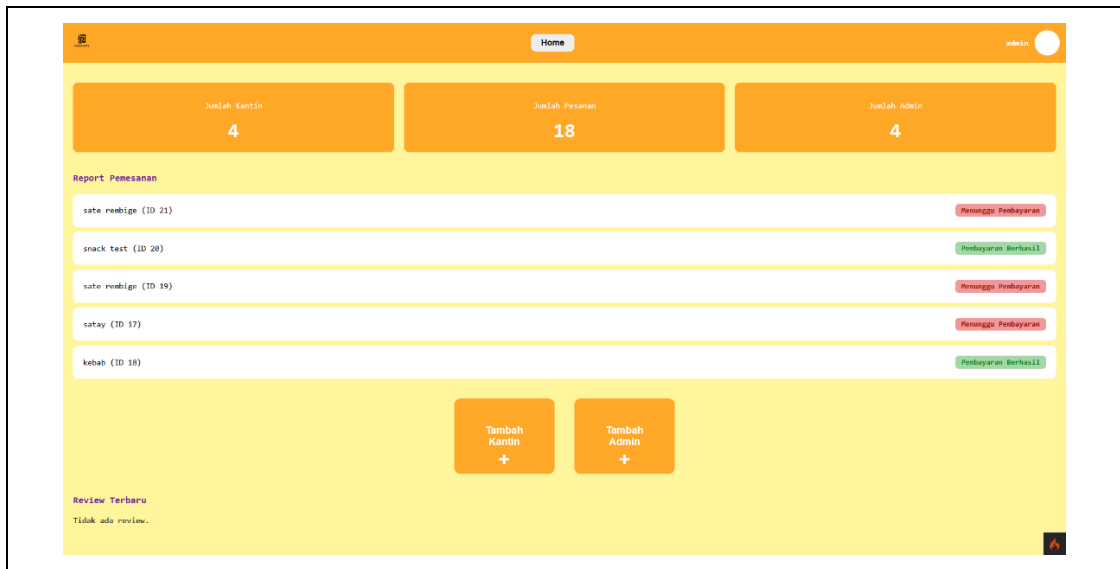 Home
admin
Jumlah Kantin
4
Jumlah Pesanan
18
Jumlah Admin
4
Report Pemesanan
sate rembige (ID 21)
Menunggu Pembayaran
snack test (ID 20)
Pembayaran Berhasil
sate rembige (ID 19)
Menunggu Pembayaran
satay (ID 17)
Menunggu Pembayaran
kebab (ID 18)
Pembayaran Berhasil
Tambah
Kantin
+
Tambah
Admin
+
Review Terbaru
Tidak ada review.